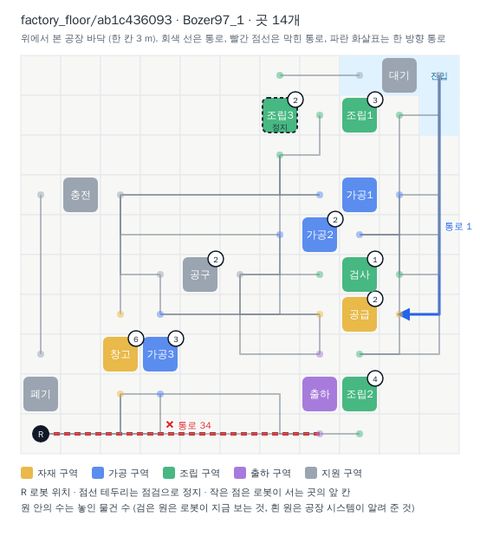 factory_floor/ab1c436093 · Bozer97_1 · 곳 14개
위에서 본 공장 바닥 (한 칸 3 m). 회색 선은 통로, 빨간 점선은 막힌 통로, 파란 화살표는 한 방향 통로
대기
진입
2
3
조립3
정지
조립1
충전
가공1
2
가공2
통로 1
2
1
공구
검사
2
공급
6
3
창고
가공3
4
폐기
출하
조립2
R
✖ 통로 34
자재 구역
가공 구역
조립 구역
출하 구역
지원 구역
R 로봇 위치 · 점선 테두리는 점검으로 정지 · 작은 점은 로봇이 서는 곳의 앞 칸
원 안의 수는 놓인 물건 수 (검은 원은 로봇이 지금 보는 것, 흰 원은 공장 시스템이 알려 준 것)